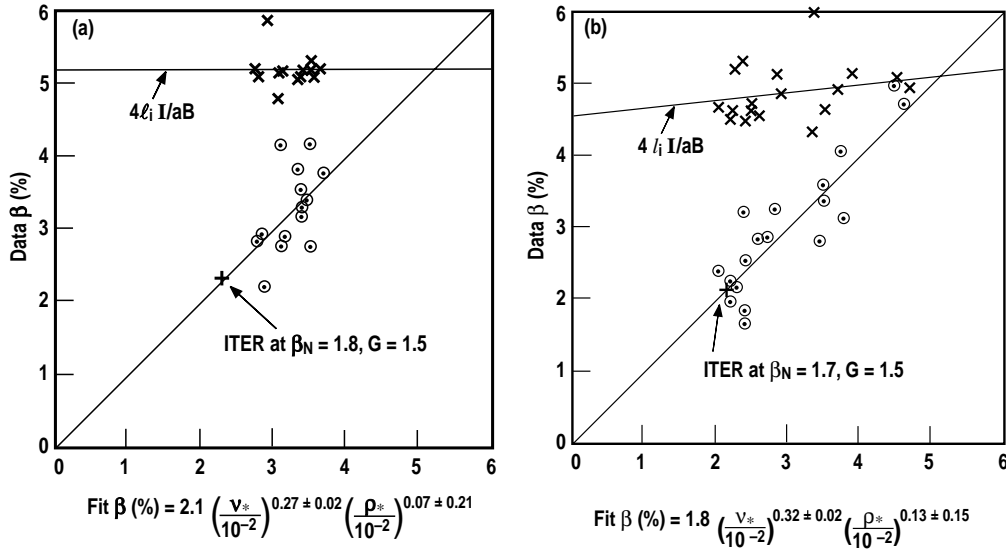 (a)
6
5
4
3
2
1
0
Data β (%)
4ℓi I/aB
ITER at βN = 1.8, G = 1.5
0 1 2 3 4 5 6
Fit β (%) = 2.1 (ν*/10⁻²)^0.27 ± 0.02 (ρ*/10⁻²)^0.07 ± 0.21
(b)
6
5
4
3
2
1
0
Data β (%)
4 li I/aB
ITER at βN = 1.7, G = 1.5
0 1 2 3 4 5 6
Fit β (%) = 1.8 (ν*/10⁻²)^0.32 ± 0.02 (ρ*/10⁻²)^0.13 ± 0.15